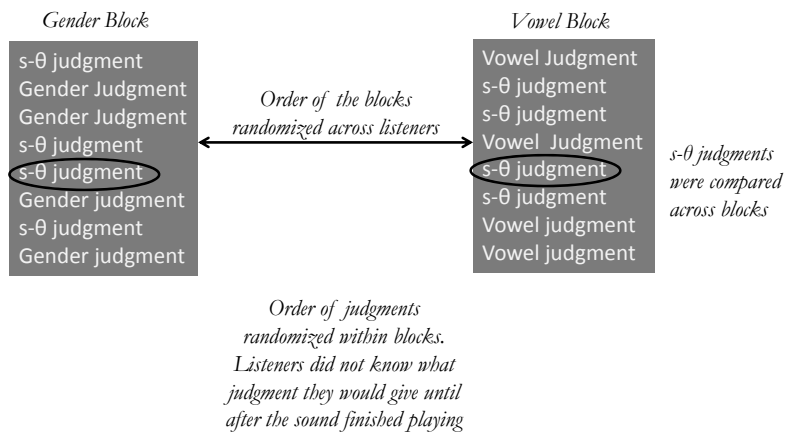 Gender Block
s-θ judgment
Gender Judgment
Gender Judgment
s-θ judgment
s-θ judgment
Gender judgment
s-θ judgment
Gender judgment
Order of the blocks
randomized across listeners
Vowel Block
Vowel Judgment
s-θ judgment
s-θ judgment
Vowel Judgment
s-θ judgment
s-θ judgment
Vowel judgment
Vowel judgment
s-θ judgments
were compared
across blocks
Order of judgments
randomized within blocks.
Listeners did not know what
judgment they would give until
after the sound finished playing